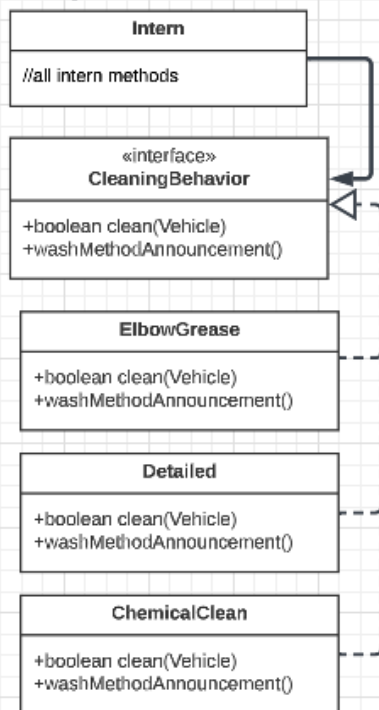 Intern
//all intern methods
«interface»
CleaningBehavior
+boolean clean(Vehicle)
+washMethodAnnouncement()
ElbowGrease
+boolean clean(Vehicle)
+washMethodAnnouncement()
Detailed
+boolean clean(Vehicle)
+washMethodAnnouncement()
ChemicalClean
+boolean clean(Vehicle)
+washMethodAnnouncement()